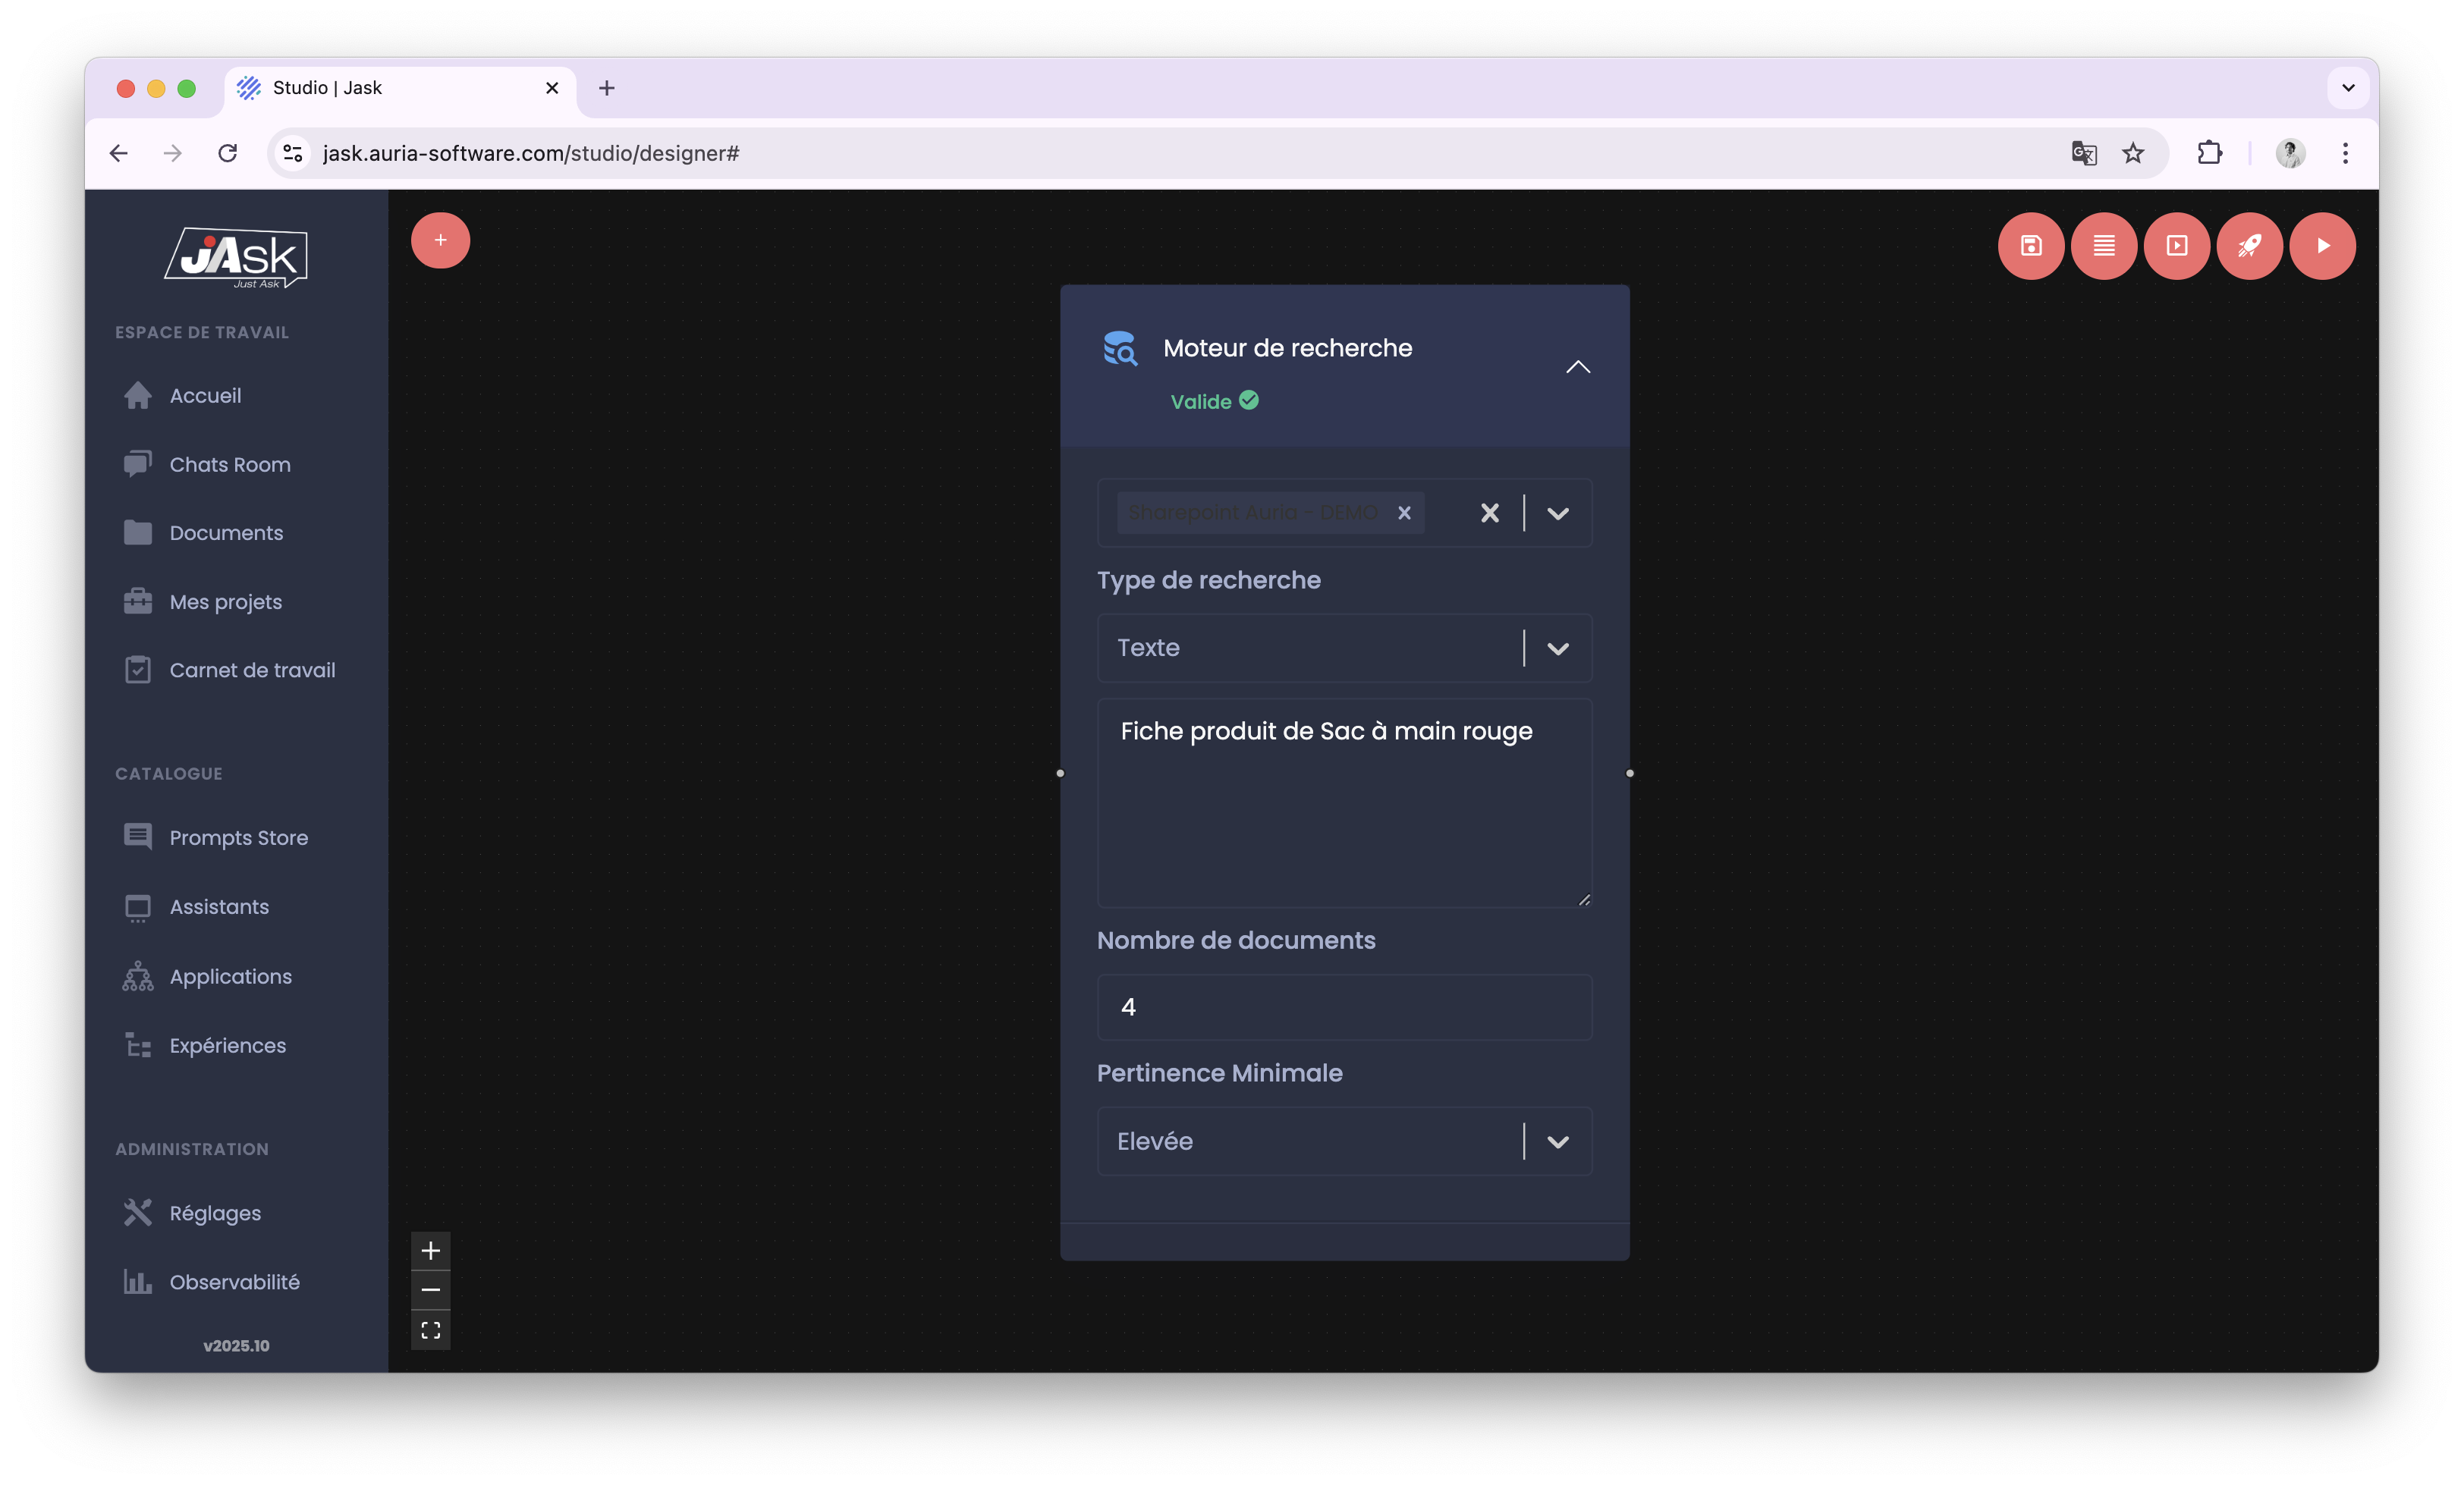 Studio | Jask
jask.auria-software.com/studio/designer#
jAsk
Just Ask
ESPACE DE TRAVAIL
Accueil
Chats Room
Documents
Mes projets
Carnet de travail
CATALOGUE
Prompts Store
Assistants
Applications
Expériences
ADMINISTRATION
Réglages
Observabilité
v2025.10
Moteur de recherche
Valide
Sharepoint Auria - DEMO
Type de recherche
Texte
Fiche produit de Sac à main rouge
Nombre de documents
4
Pertinence Minimale
Elevée